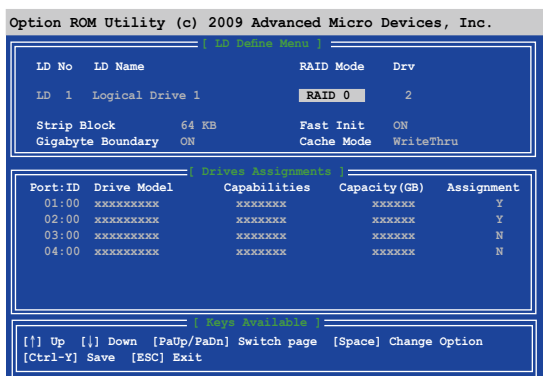 Option ROM Utility (c) 2009 Advanced Micro Devices, Inc.
[ LD Define Menu ]
LD No LD Name RAID Mode Drv
LD 1 Logical Drive 1 RAID 0 2
Strip Block 64 KB Fast Init ON
Gigabyte Boundary ON Cache Mode WriteThru
[ Drives Assignments ]
Port:ID Drive Model Capabilities Capacity(GB) Assignment
01:00 xxxxxxxxx xxxxxxx xxxxxx Y
02:00 xxxxxxxxx xxxxxxx xxxxxx Y
03:00 xxxxxxxxx xxxxxxx xxxxxx N
04:00 xxxxxxxxx xxxxxxx xxxxxx N
[ Keys Available ]
[↑] Up [↓] Down [PaUp/PaDn] Switch page [Space] Change Option
[Ctrl-Y] Save [ESC] Exit